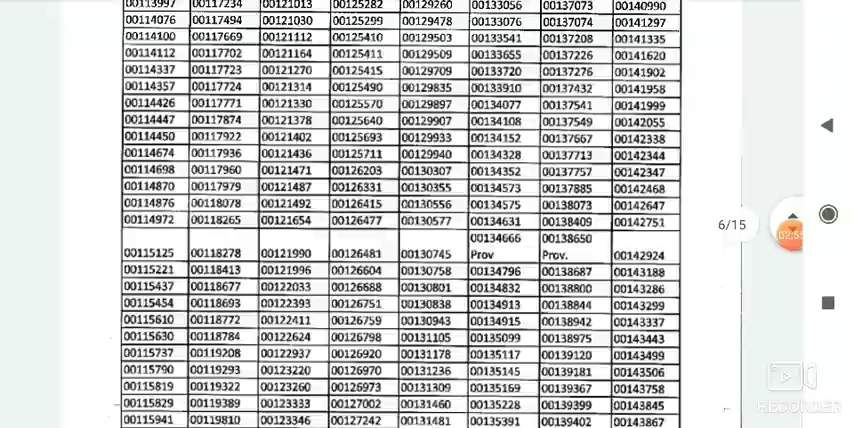 00113997 00117234 00121013 00125282 00129260 00133056 00137073 00140990
00114076 00117494 00121030 00125299 00129478 00133076 00137074 00141297
00114100 00117669 00121112 00125410 00129503 00133541 00137208 00141335
00114112 00117702 00121164 00125411 00129509 00133655 00137226 00141620
00114337 00117723 00121270 00125415 00129709 00133720 00137276 00141902
00114357 00117724 00121314 00125490 00129835 00133910 00137432 00141958
00114426 00117771 00121330 00125570 00129897 00134077 00137541 00141999
00114447 00117874 00121378 00125640 00129907 00134108 00137549 00142055
00114450 00117922 00121402 00125693 00129933 00134152 00137667 00142338
00114674 00117936 00121436 00125711 00129940 00134328 00137713 00142344
00114698 00117960 00121471 00126203 00130307 00134352 00137757 00142347
00114870 00117979 00121487 00126331 00130355 00134573 00137885 00142468
00114876 00118078 00121492 00126415 00130556 00134575 00138073 00142647
00114972 00118265 00121654 00126477 00130577 00134631 00138409 00142751
6/15
02:55
00134666 00138650
00115125 00118278 00121990 00126481 00130745 Prov Prov. 00142924
00115221 00118413 00121996 00126604 00130758 00134796 00138687 00143188
00115437 00118677 00122033 00126688 00130801 00134832 00138800 00143286
00115454 00118693 00122393 00126751 00130838 00134913 00138844 00143299
00115610 00118772 00122411 00126759 00130943 00134915 00138942 00143337
00115630 00118784 00122624 00126798 00131105 00135099 00138975 00143443
00115737 00119208 00122937 00126920 00131178 00135117 00139120 00143499
00115790 00119293 00123220 00126970 00131236 00135145 00139181 00143506
00115819 00119322 00123260 00126973 00131309 00135169 00139367 00143758
00115829 00119389 00123333 00127002 00131460 00135228 00139399 00143845
00115941 00119810 00123346 00127242 00131481 00135391 00139402 00143867
RECORDER